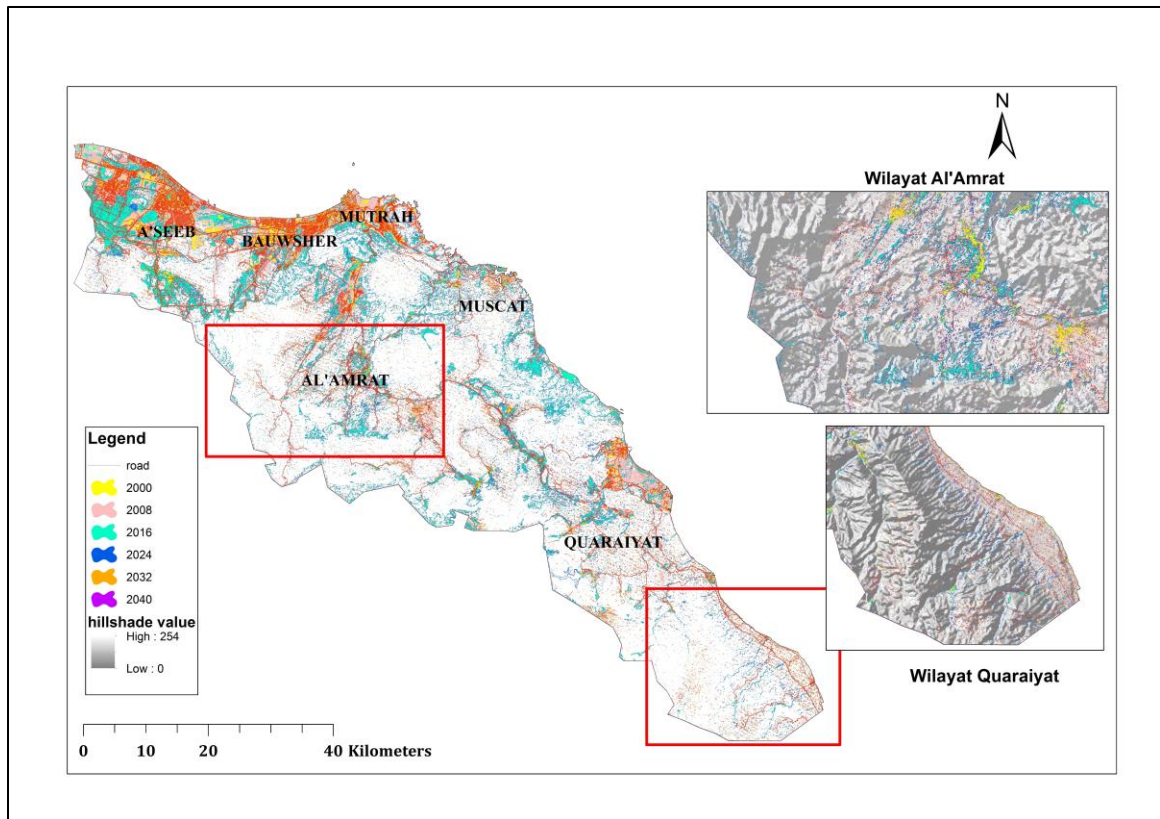 N
Wilayat Al'Amrat
MUTRAH
A'SEEB
BAUWSHER
MUSCAT
AL'AMRAT
QUARAIYAT
Wilayat Quaraiyat
Legend
road
2000
2008
2016
2024
2032
2040
hillshade value
High : 254
Low : 0
0 10 20 40 Kilometers